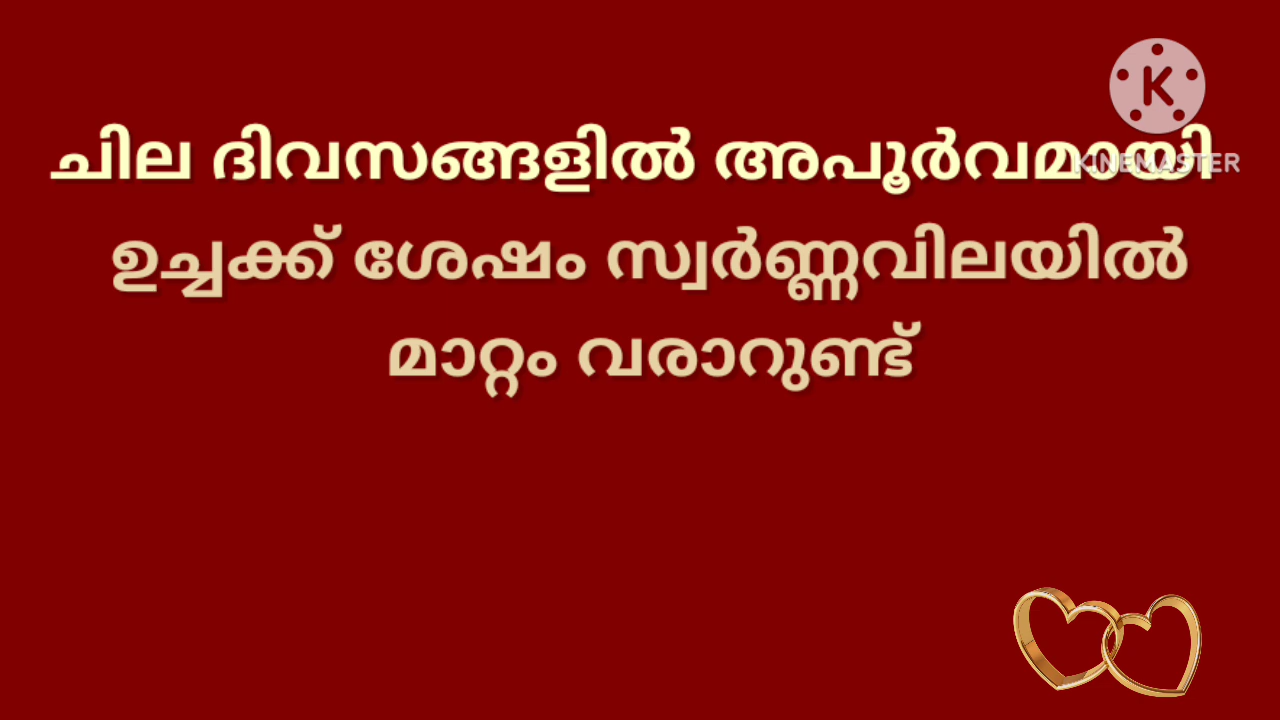 ചില ദിവസങ്ങളിൽ അപൂർവമായി
ഉച്ചക്ക് ശേഷം സ്വർണ്ണവിലയിൽ
മാറ്റം വരാറുണ്ട്
K
KINEMASTER